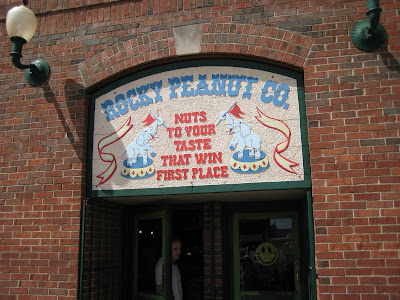 ROCKY PEANUT CO.
NUTS
TO YOUR
TASTE
THAT WIN
FIRST PLACE